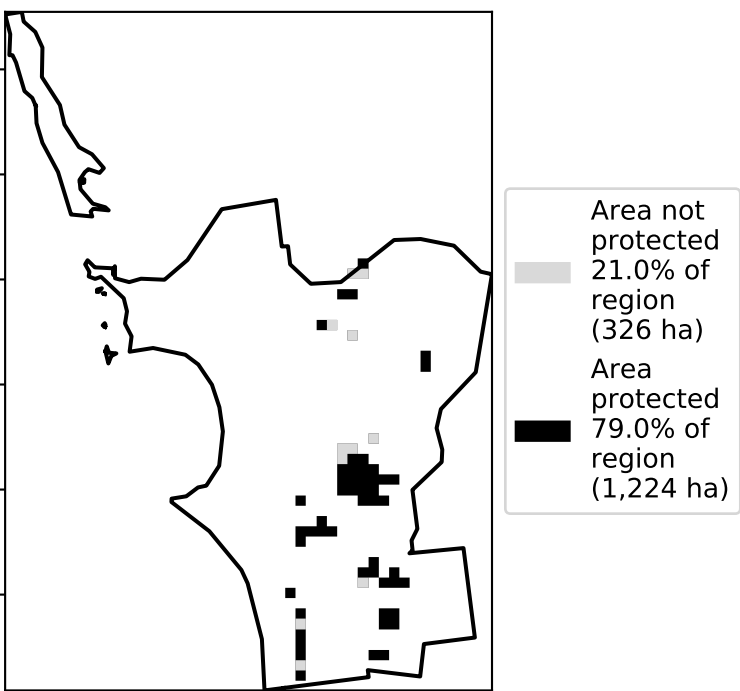 Area not
protected
21.0% of
region
(326 ha)
Area
protected
79.0% of
region
(1,224 ha)